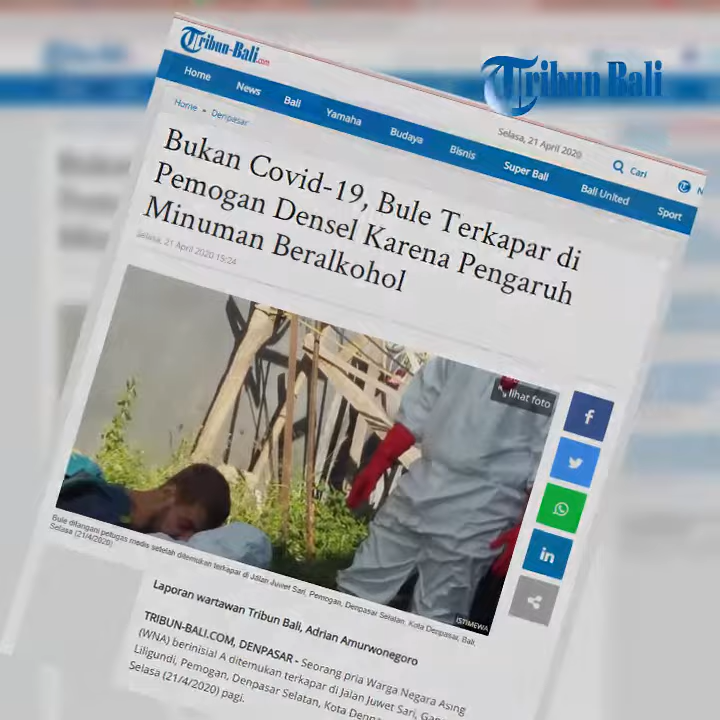 Tribun-Bali.com
Tribun Bali
Home News Bali Yamaha Budaya Bisnis Super Bali Bali United Sport
Selasa, 21 April 2020
Cari
N
Home Denpasar
Bukan Covid-19, Bule Terkapar di
Pemogan Densel Karena Pengaruh
Minuman Beralkohol
Selasa, 21 April 2020 15:24
lihat foto
f
in
Bule ditangani petugas medis setelah ditemukan terkapar di Jalan Juwet Sari, Pemogan, Denpasar Selatan, Kota Denpasar, Bali,
Selasa (21/4/2020)
ISTIMEWA
Laporan wartawan Tribun Bali, Adrian Amurwonegoro
TRIBUN-BALI.COM, DENPASAR - Seorang pria Warga Negara Asing
(WNA) berinisial A ditemukan terkapar di Jalan Juwet Sari, Gang
Liligundi, Pemogan, Denpasar Selatan, Kota
Selasa (21/4/2020) pagi.